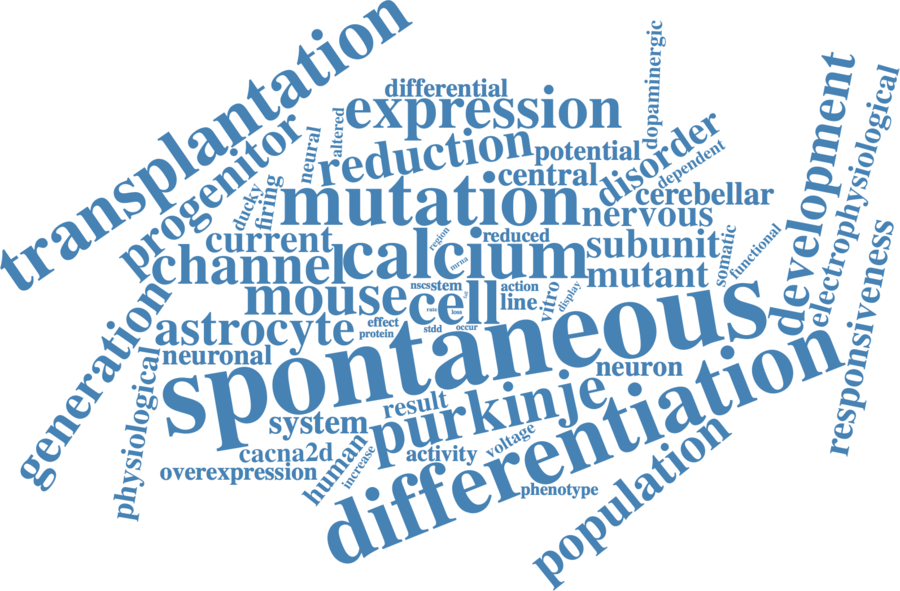 transplantation
differential
expression
dopaminergic
progenitor
neural
altered
reduction
potential
disorder
development
electrophysiological
ducky
firing
mutation
central
dependent
cerebellar
nervous
current
channel
calcium
region
mrna
reduced
subunit
mutant
somatic
functional
responsiveness
mouse
nscs
stem
cell
rate
loss
action
line
vitro
display
generation
astrocyte
effect
protein
stdd
occur
spontaneous
neuronal
neuron
physiological
system
result
purkinje
differentiation
cacna2d
overexpression
human
increase
activity
voltage
phenotype
population